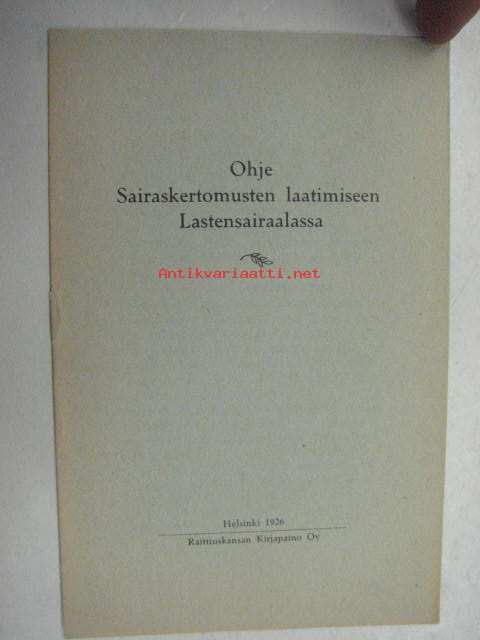 Ohje
Sairaskertomusten laatimiseen
Lastensairaalassa
Antikvariaatti.net
Helsinki 1926
Raittiuskansan Kirjapaino Oy